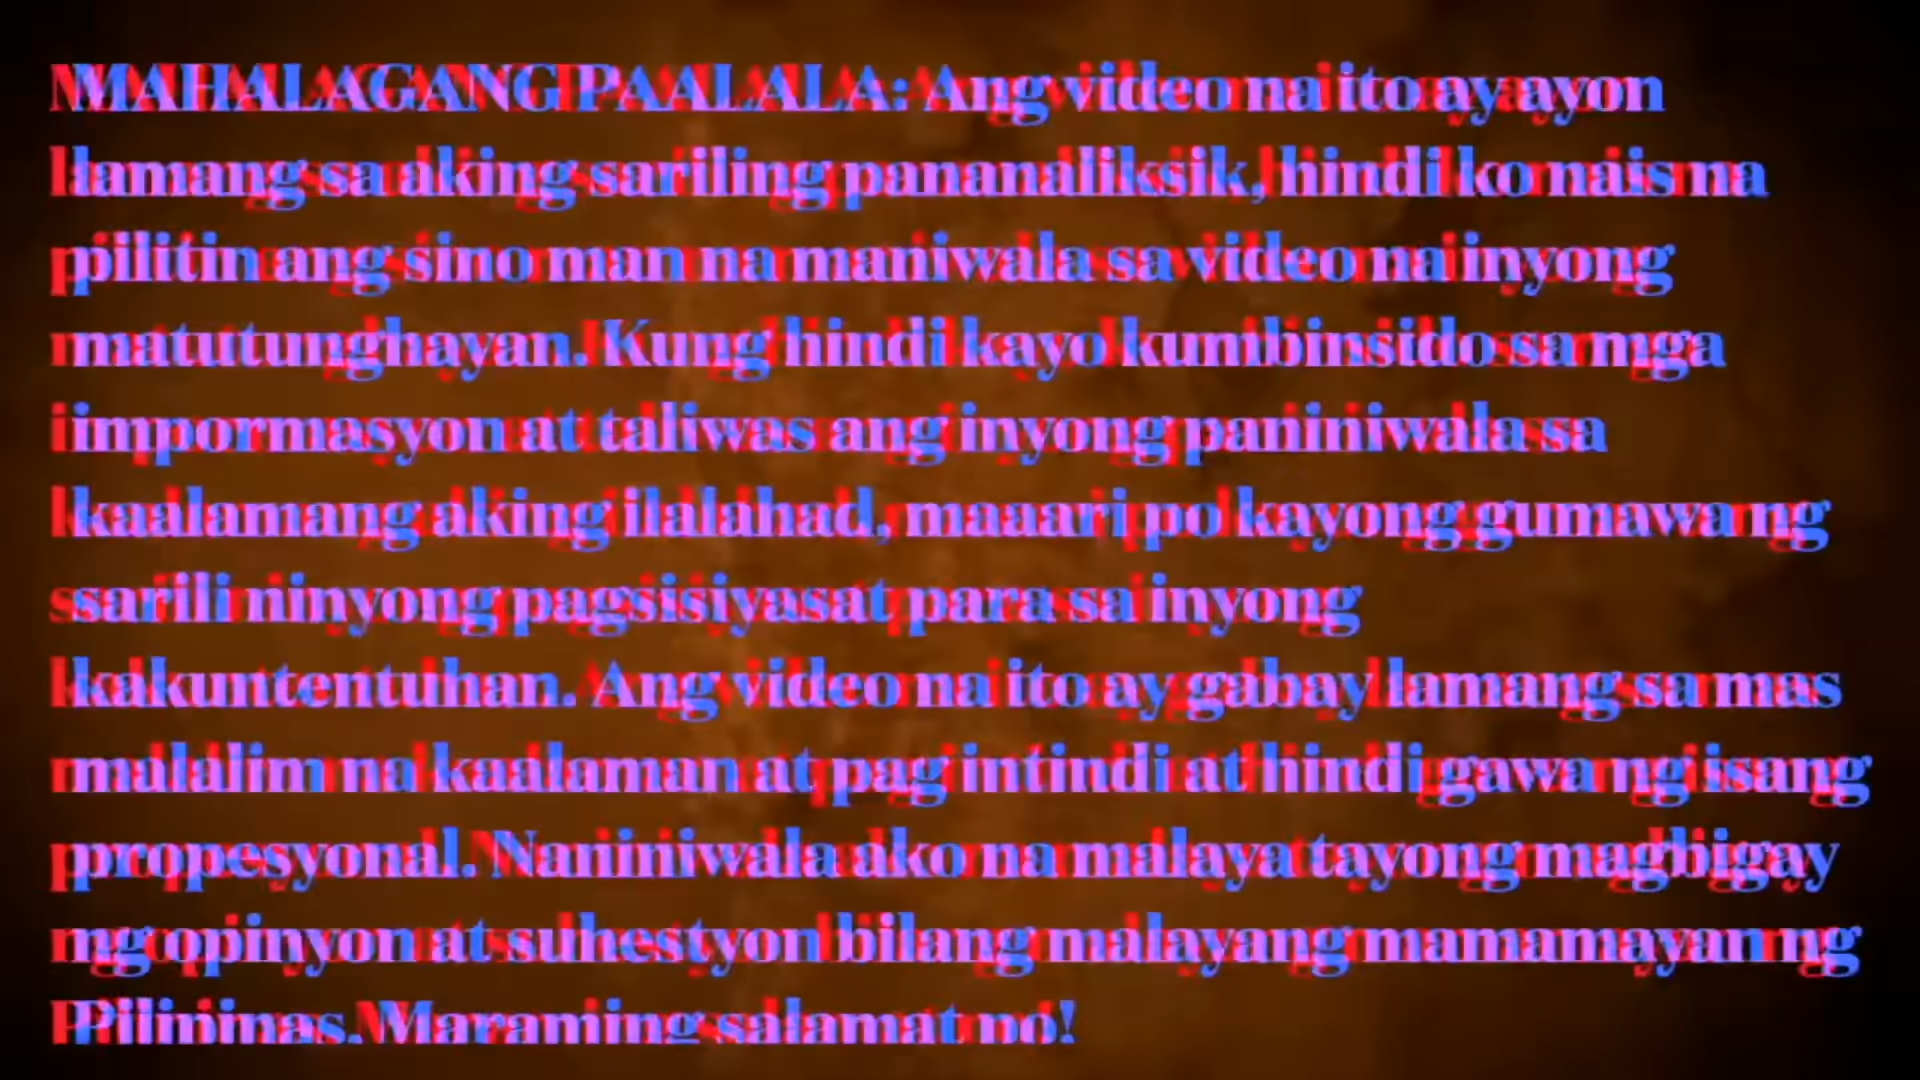 MAHALAGANG PAALALA: Ang video na ito ay ayon
lamang sa aking sariling pananaliksik, hindi ko nais na
pilitin ang sino man na maniwala sa video na inyong
matutunghayan. Kung hindi kayo kumbinsido sa mga
impormasyon at taliwas ang inyong paniniwala sa
kaalamang aking ilalahad, maaari po kayong gumawa ng
sarili ninyong pagsisiyasat para sa inyong
kakuntentuhan. Ang video na ito ay gabay lamang sa mas
malalim na kaalaman at pag intindi at hindi gawa ng isang
propesyonal. Naniniwala ako na malaya tayong magbigay
ng opinyon at suhestyon bilang malayang mamamayan ng
Pilipinas. Maraming salamat po!